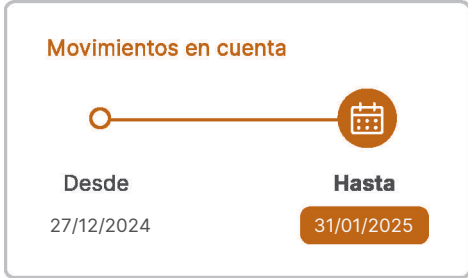 Movimientos en cuenta
Desde
Hasta
27/12/2024
31/01/2025